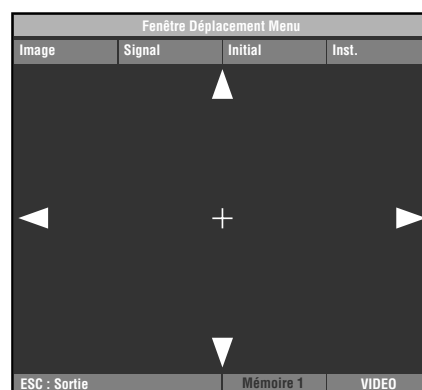 Fenêtre Déplacement Menu
Image Signal Initial Inst.
ESC : Sortie Mémoire 1 VIDEO